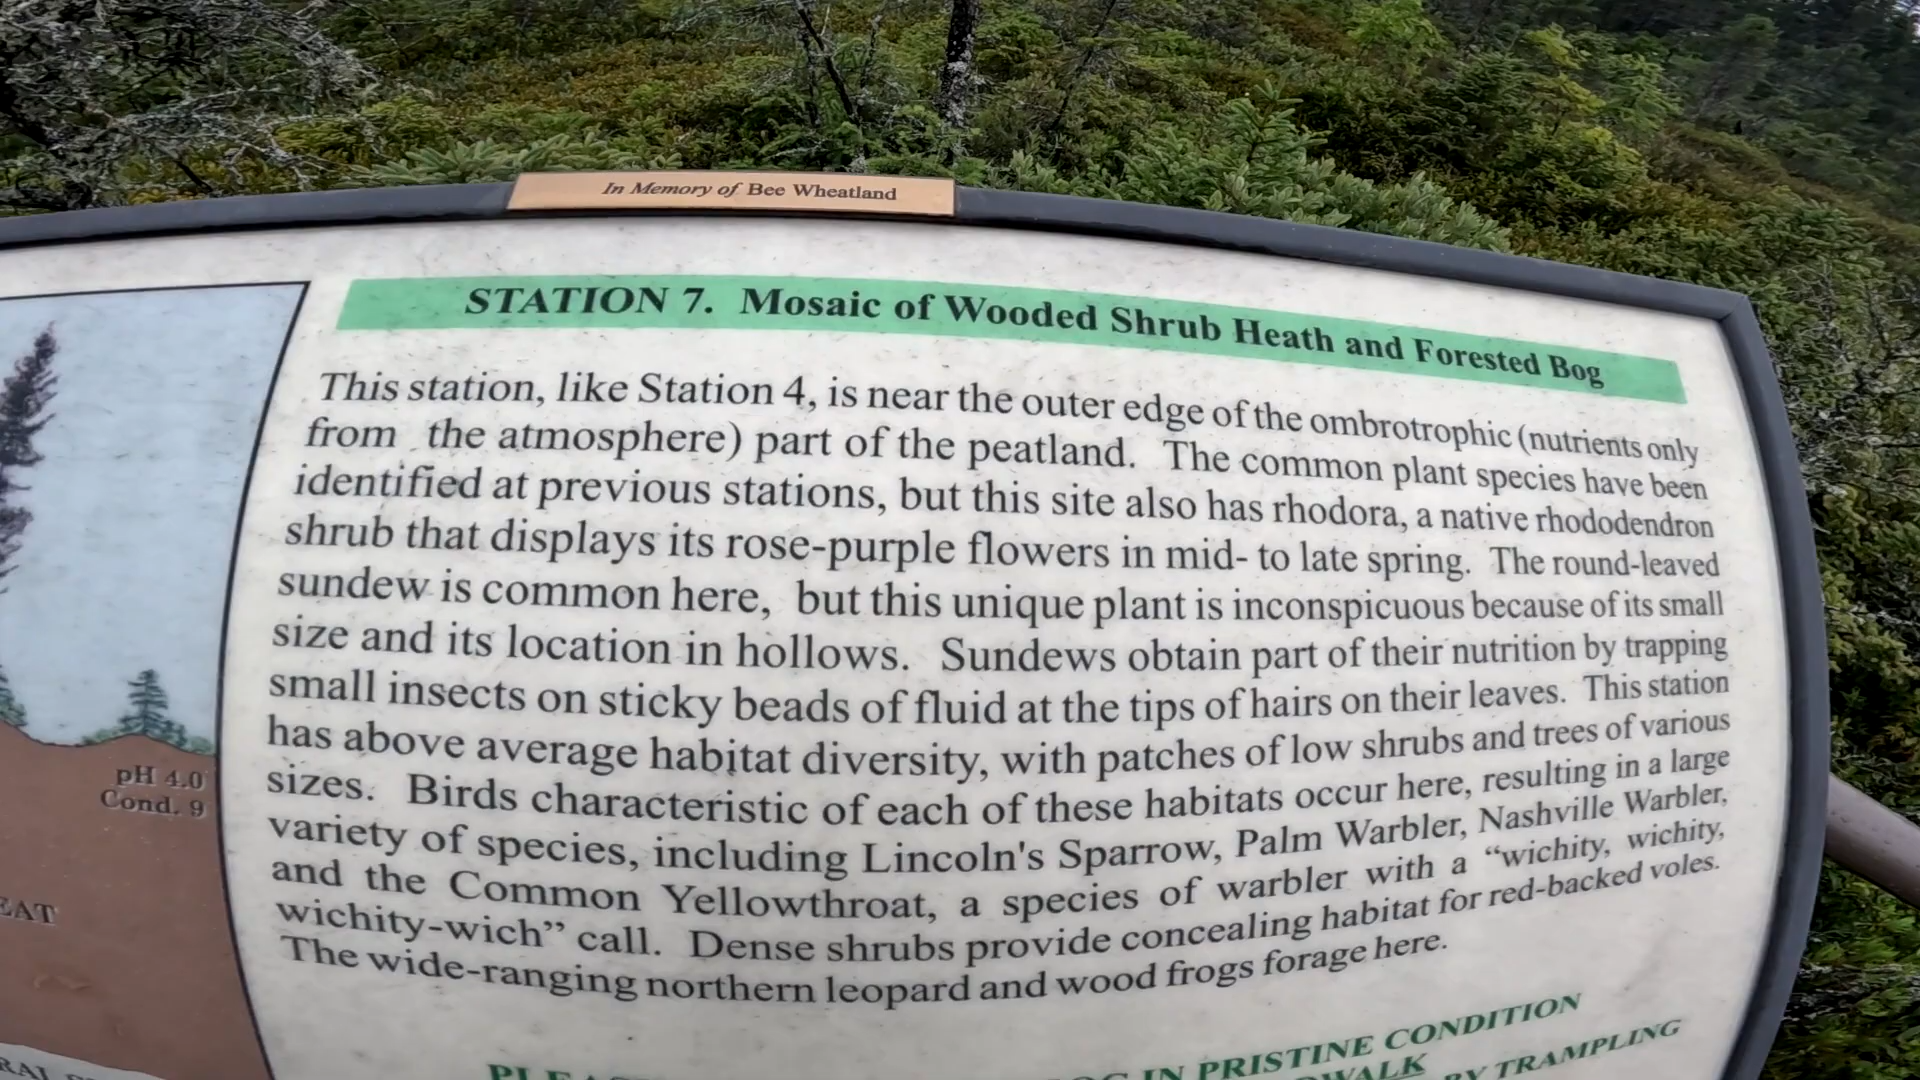 In Memory of Bee Wheatland
STATION 7. Mosaic of Wooded Shrub Heath and Forested Bog
This station, like Station 4, is near the outer edge of the ombrotrophic (nutrients only
from the atmosphere) part of the peatland. The common plant species have been
identified at previous stations, but this site also has rhodora, a native rhododendron
shrub that displays its rose-purple flowers in mid- to late spring. The round-leaved
sundew is common here, but this unique plant is inconspicuous because of its small
size and its location in hollows. Sundews obtain part of their nutrition by trapping
small insects on sticky beads of fluid at the tips of hairs on their leaves. This station
has above average habitat diversity, with patches of low shrubs and trees of various
sizes. Birds characteristic of each of these habitats occur here, resulting in a large
variety of species, including Lincoln's Sparrow, Palm Warbler, Nashville Warbler,
and the Common Yellowthroat, a species of warbler with a “wichity, wichity,
wichity-wich” call. Dense shrubs provide concealing habitat for red-backed voles.
The wide-ranging northern leopard and wood frogs forage here.
pH 4.0
Cond. 9
IN PRISTINE CONDITION
BY TRAMPLING